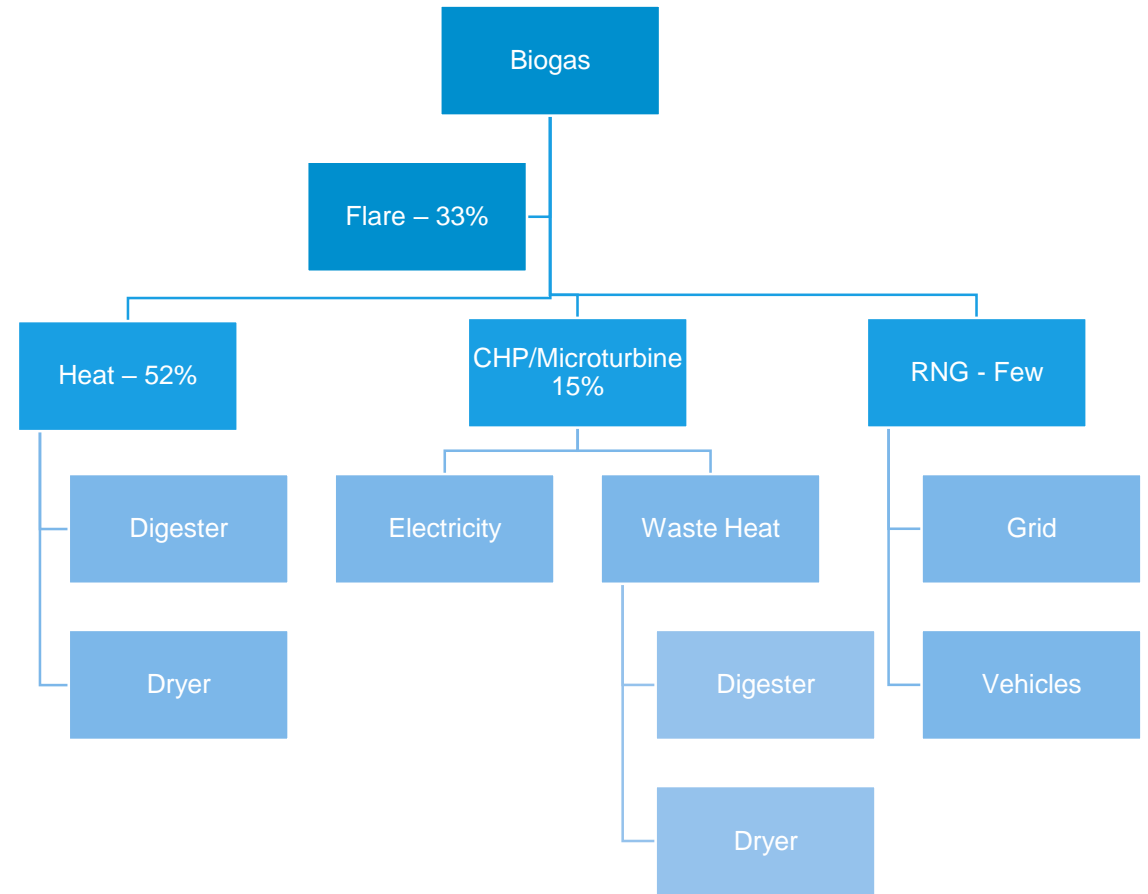 Biogas
Flare – 33%
Heat – 52%
CHP/Microturbine
15%
RNG - Few
Digester
Electricity
Waste Heat
Grid
Dryer
Digester
Vehicles
Dryer